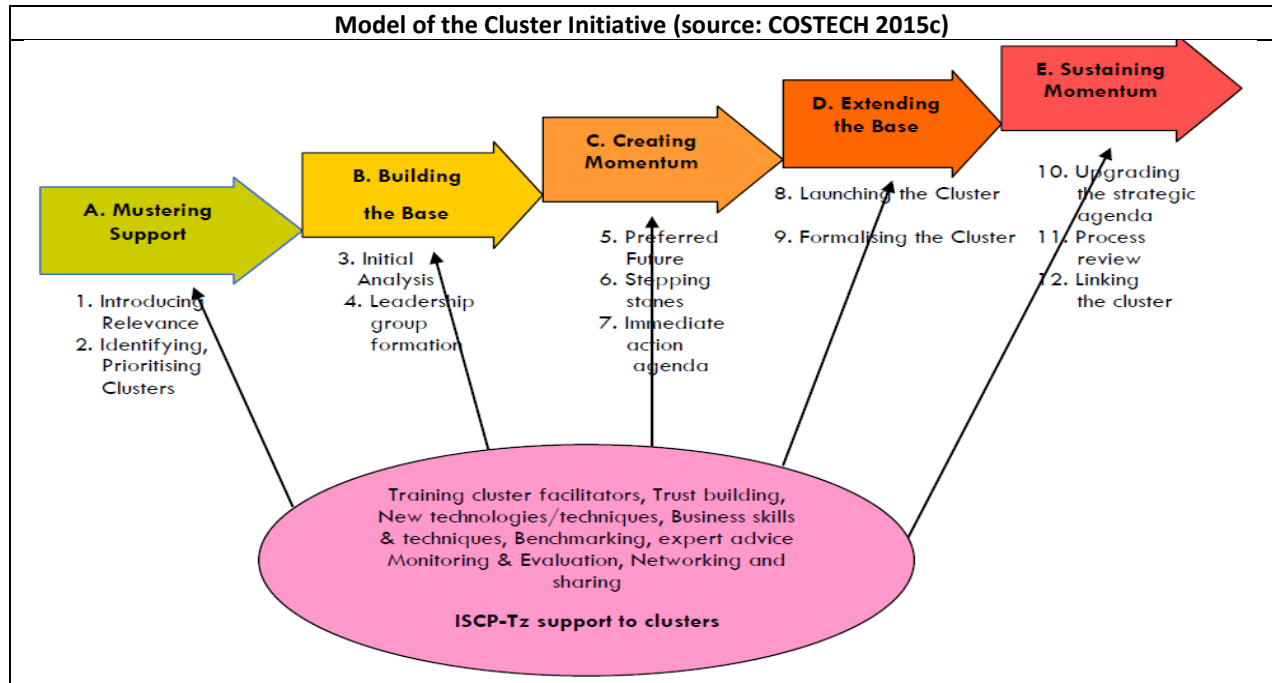 Model of the Cluster Initiative (source: COSTECH 2015c)
A. Mustering
Support
1. Introducing
Relevance
2. Identifying,
Prioritising
Clusters
B. Building
the Base
3. Initial
Analysis
4. Leadership
group
formation
C. Creating
Momentum
5. Preferred
Future
6. Stepping
stones
7. Immediate
action
agenda
D. Extending
the Base
8. Launching the Cluster
9. Formalising the Cluster
E. Sustaining
Momentum
10. Upgrading
the strategic
agenda
11. Process
review
12. Linking
the cluster
Training cluster facilitators, Trust building,
New technologies/techniques, Business skills
& techniques, Benchmarking, expert advice
Monitoring & Evaluation, Networking and
sharing
ISCP-Tz support to clusters